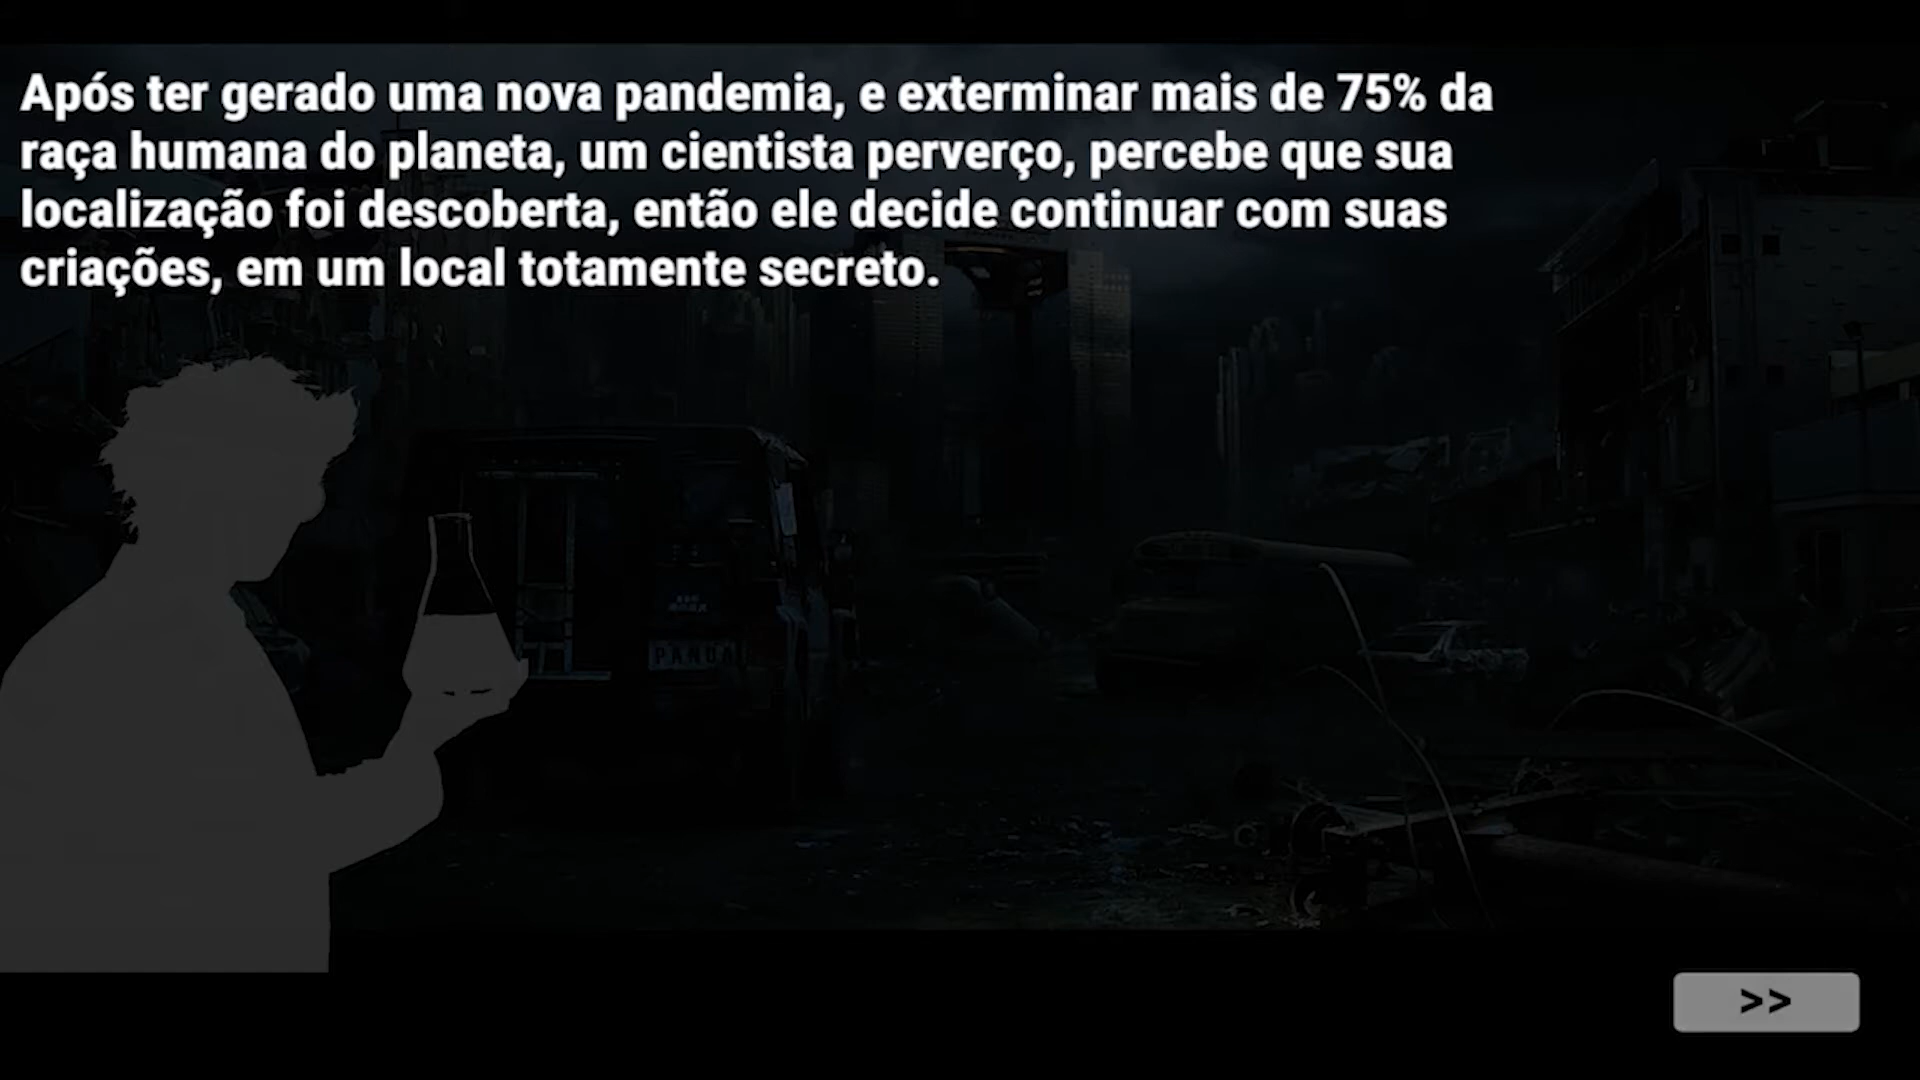 Após ter gerado uma nova pandemia, e exterminar mais de 75% da
raça humana do planeta, um cientista perverço, percebe que sua
localização foi descoberta, então ele decide continuar com suas
criações, em um local totamente secreto.
PANDA
>>